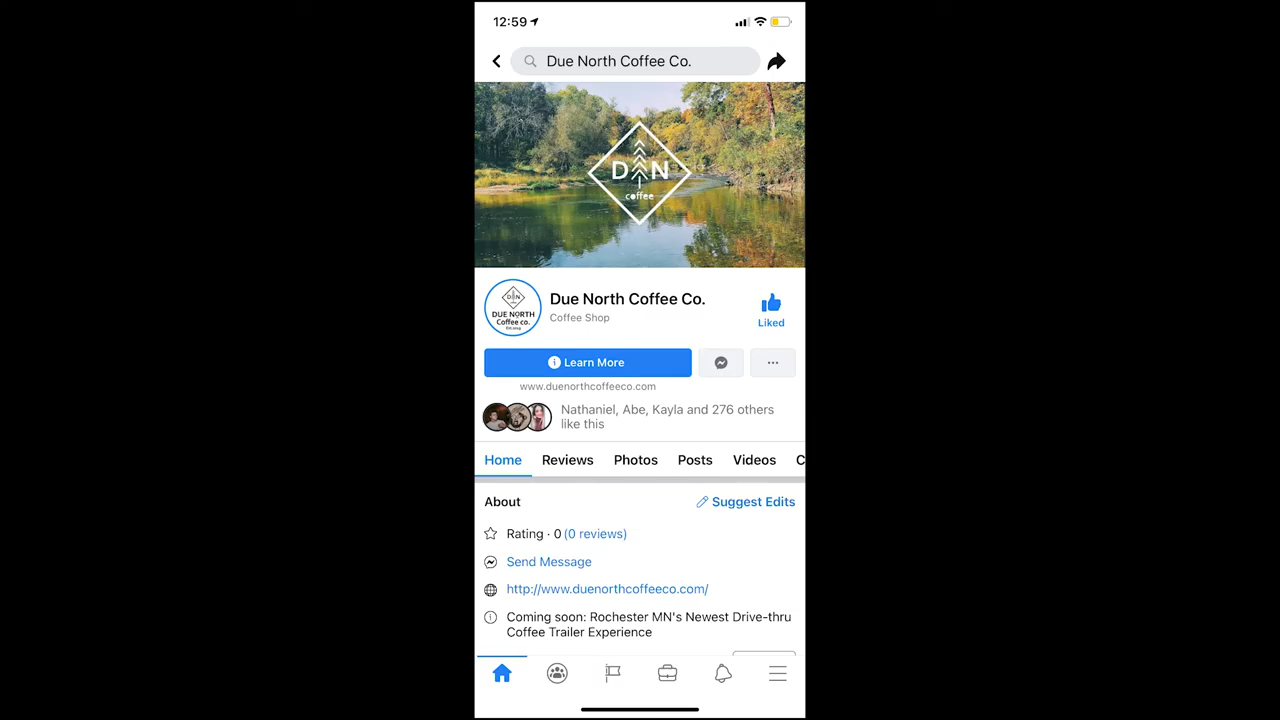 12:59
Due North Coffee Co.
D N
coffee
DN
DUE NORTH
Coffee co.
Due North Coffee Co.
Coffee Shop
Liked
Learn More
www.duenorthcoffeeco.com
Nathaniel, Abe, Kayla and 276 others
like this
Home Reviews Photos Posts Videos C
About
Suggest Edits
Rating · 0 (0 reviews)
Send Message
http://www.duenorthcoffeeco.com/
Coming soon: Rochester MN's Newest Drive-thru
Coffee Trailer Experience